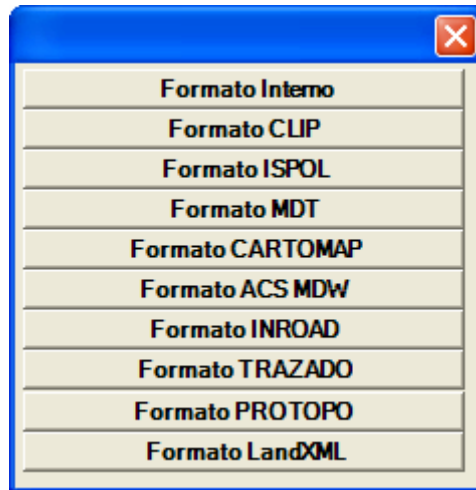 Formato Interno
Formato CLIP
Formato ISPOL
Formato MDT
Formato CARTOMAP
Formato ACS MDW
Formato INROAD
Formato TRAZADO
Formato PROTOPO
Formato LandXML